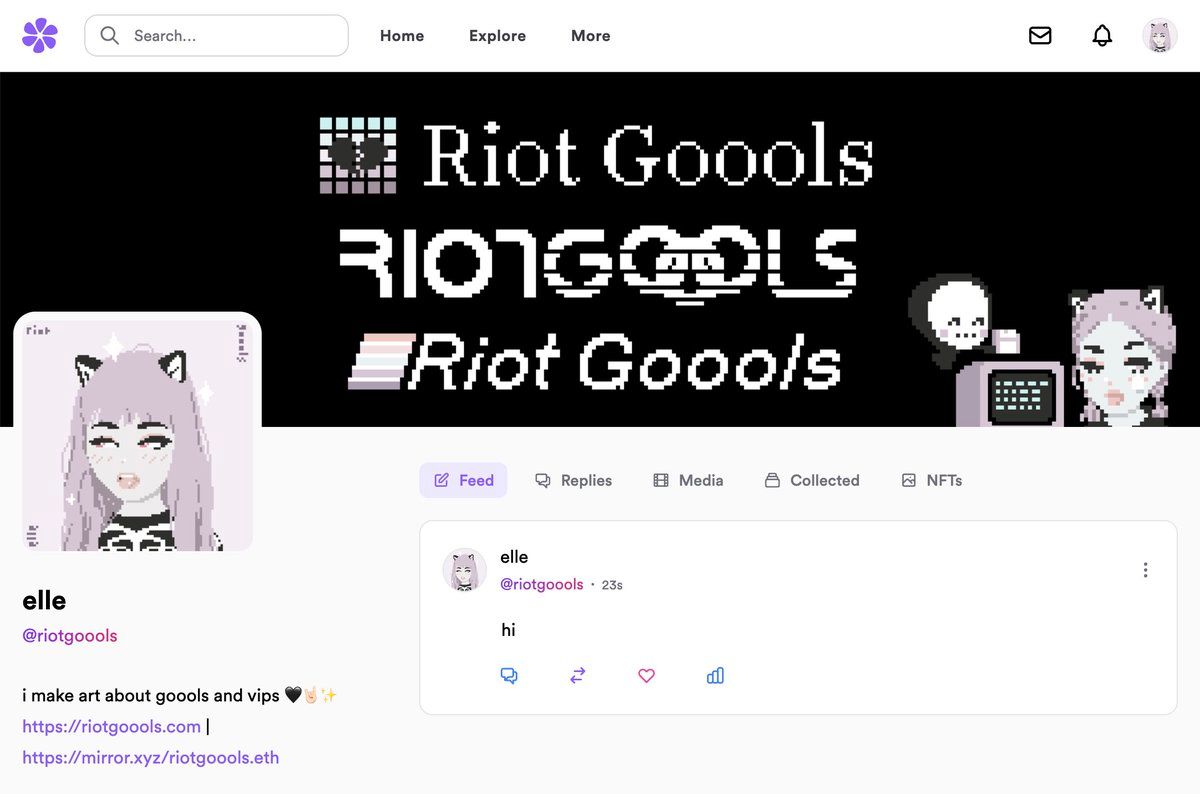 Search...
Home
Explore
More
Riot Goools
RIOTGOOOLS
Riot Goools
riot
elle
@riotgoools
i make art about goools and vips 🖤🤘🏻✨
https://riotgoools.com |
https://mirror.xyz/riotgoools.eth
Feed
Replies
Media
Collected
NFTs
elle
@riotgoools · 23s
hi